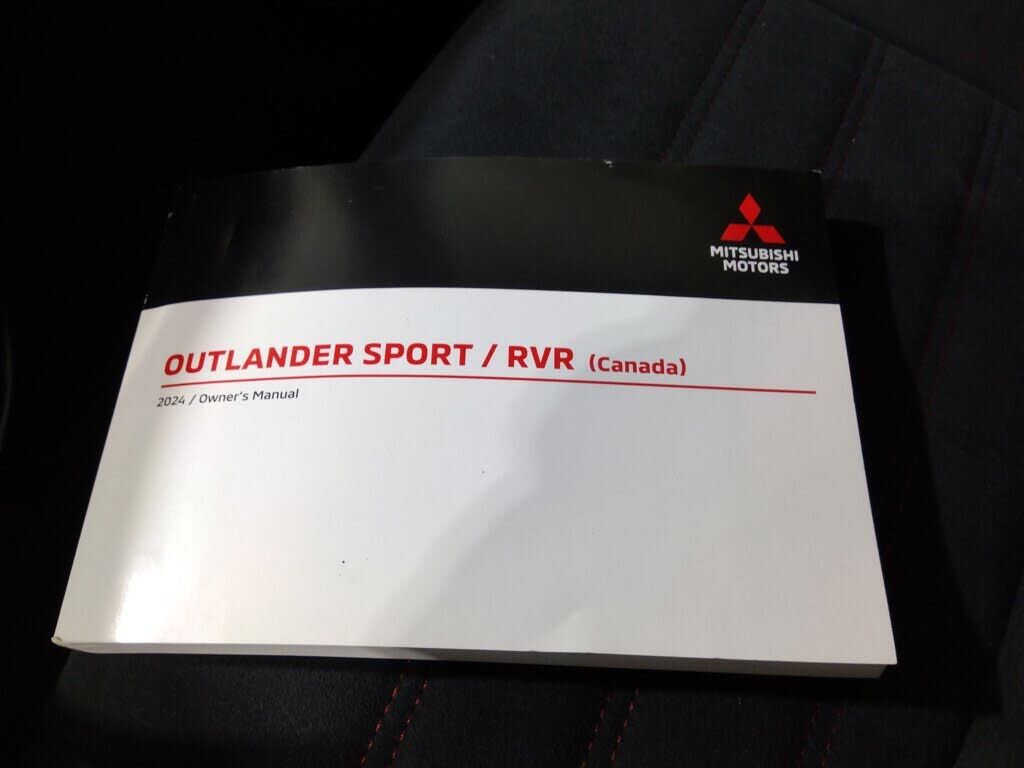 MITSUBISHI
MOTORS
OUTLANDER SPORT / RVR (Canada)
2024 / Owner's Manual